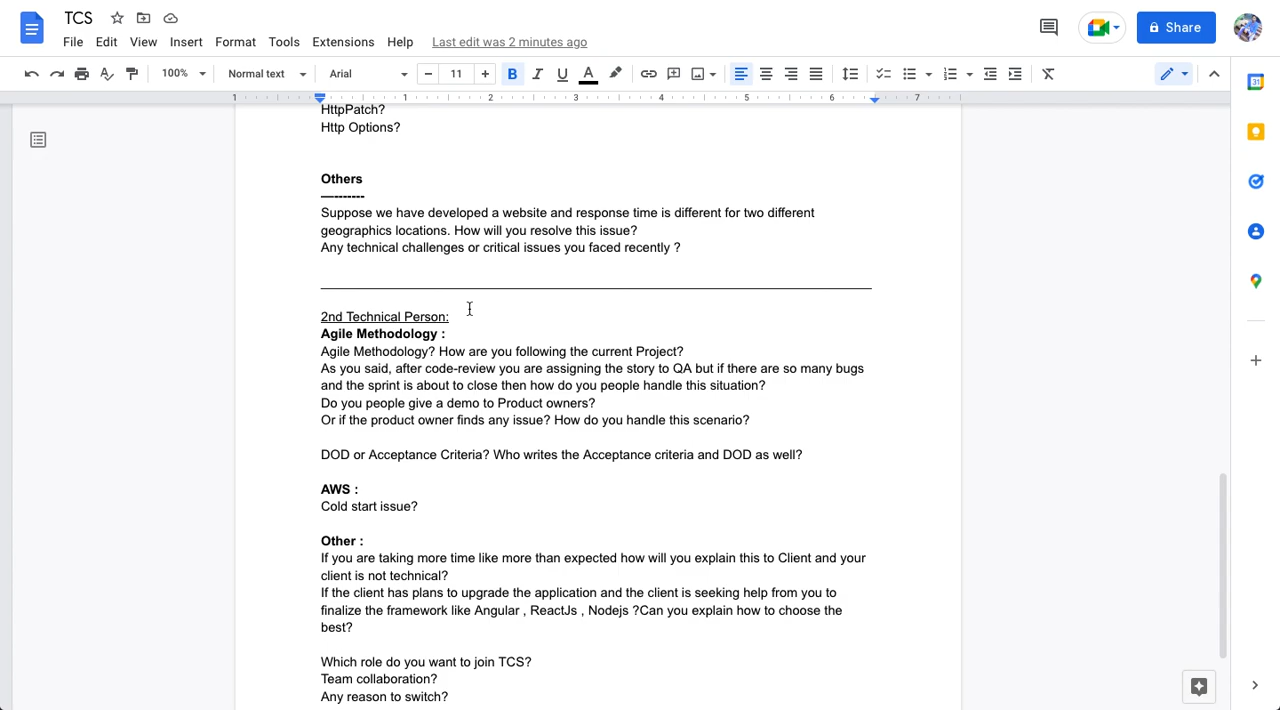 TCS
File Edit View Insert Format Tools Extensions Help Last edit was 2 minutes ago
Share
100% Normal text Arial 11 B I U A
1 1 2 3 4 5 6 7
31
HttpPatch?
Http Options?
Others
—-------
Suppose we have developed a website and response time is different for two different
geographics locations. How will you resolve this issue?
Any technical challenges or critical issues you faced recently ?
2nd Technical Person:
Agile Methodology :
Agile Methodology? How are you following the current Project?
As you said, after code-review you are assigning the story to QA but if there are so many bugs
and the sprint is about to close then how do you people handle this situation?
Do you people give a demo to Product owners?
Or if the product owner finds any issue? How do you handle this scenario?
DOD or Acceptance Criteria? Who writes the Acceptance criteria and DOD as well?
AWS :
Cold start issue?
Other :
If you are taking more time like more than expected how will you explain this to Client and your
client is not technical?
If the client has plans to upgrade the application and the client is seeking help from you to
finalize the framework like Angular , ReactJs , Nodejs ?Can you explain how to choose the
best?
Which role do you want to join TCS?
Team collaboration?
Any reason to switch?